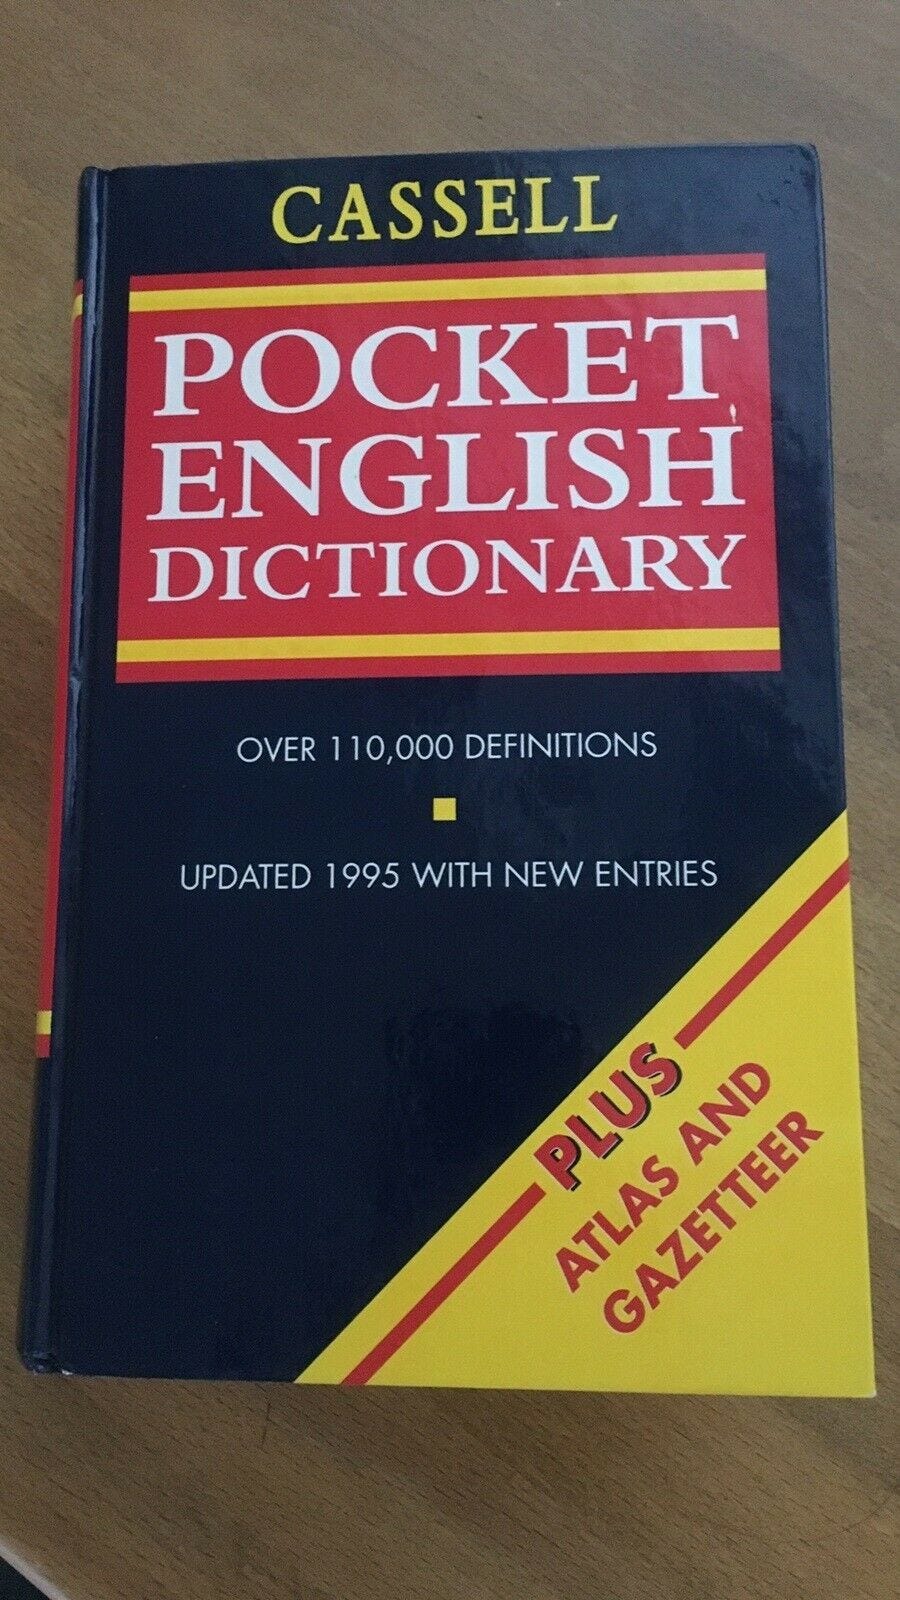 CASSELL
POCKET
ENGLISH
DICTIONARY
OVER 110,000 DEFINITIONS
UPDATED 1995 WITH NEW ENTRIES
PLUS
ATLAS AND
GAZETTEER